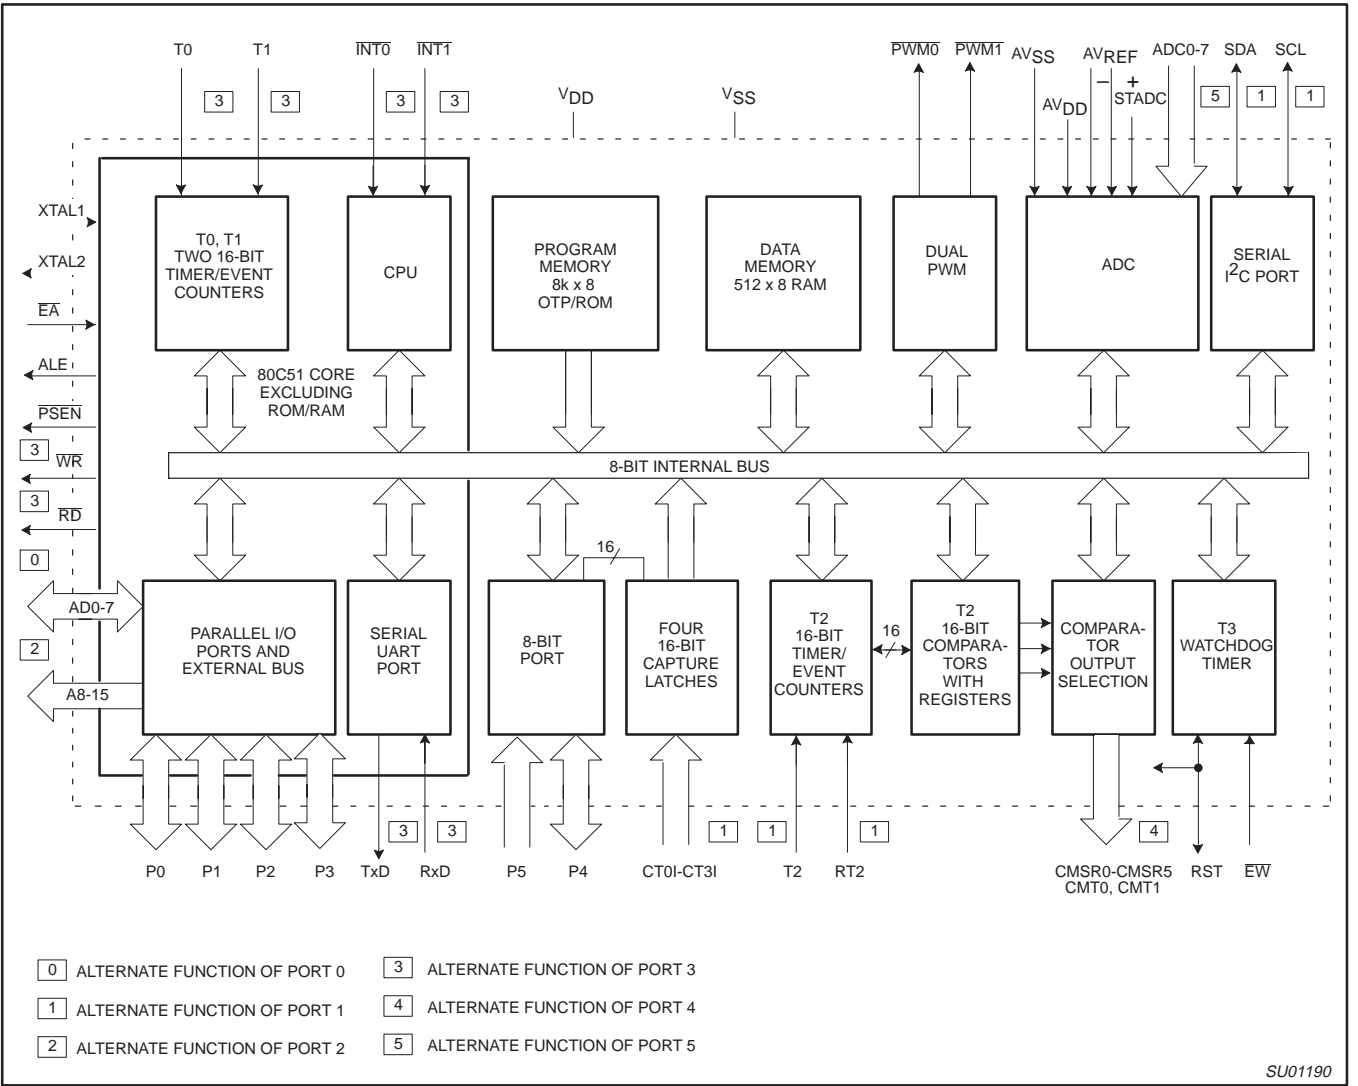 T0 T1 INT0 INT1 PWM0 PWM1 AVSS AVREF ADC0-7 SDA SCL
3 3 3 3 VDD VSS AVDD – + STADC 5 1 1
XTAL1
XTAL2
EA
ALE
PSEN
3 WR
3 RD
0
AD0-7
2
A8-15
T0, T1
TWO 16-BIT
TIMER/EVENT
COUNTERS
CPU
PROGRAM
MEMORY
8k x 8
OTP/ROM
DATA
MEMORY
512 x 8 RAM
DUAL
PWM
ADC
SERIAL
I2C PORT
80C51 CORE
EXCLUDING
ROM/RAM
8-BIT INTERNAL BUS
PARALLEL I/O
PORTS AND
EXTERNAL BUS
SERIAL
UART
PORT
8-BIT
PORT
16
FOUR
16-BIT
CAPTURE
LATCHES
T2
16-BIT
TIMER/
EVENT
COUNTERS
16
T2
16-BIT
COMPARA-
TORS
WITH
REGISTERS
COMPARA-
TOR
OUTPUT
SELECTION
T3
WATCHDOG
TIMER
3 3 1 1 1 4
P0 P1 P2 P3 TxD RxD P5 P4 CT0I-CT3I T2 RT2 CMSR0-CMSR5 RST EW
CMT0, CMT1
0 ALTERNATE FUNCTION OF PORT 0
1 ALTERNATE FUNCTION OF PORT 1
2 ALTERNATE FUNCTION OF PORT 2
3 ALTERNATE FUNCTION OF PORT 3
4 ALTERNATE FUNCTION OF PORT 4
5 ALTERNATE FUNCTION OF PORT 5
SU01190